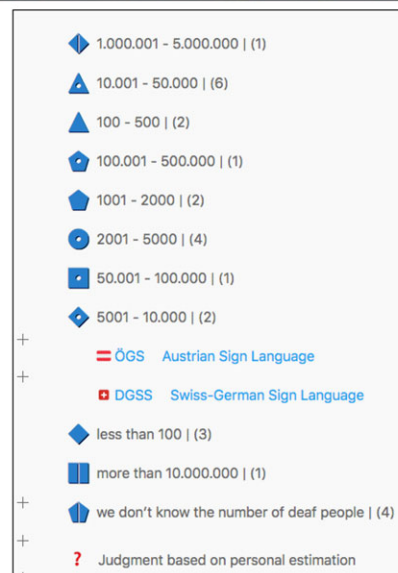 1.000.001 - 5.000.000 | (1)
10.001 - 50.000 | (6)
100 - 500 | (2)
100.001 - 500.000 | (1)
1001 - 2000 | (2)
2001 - 5000 | (4)
50.001 - 100.000 | (1)
5001 - 10.000 | (2)
ÖGS Austrian Sign Language
DGSS Swiss-German Sign Language
less than 100 | (3)
more than 10.000.000 | (1)
we don't know the number of deaf people | (4)
? Judgment based on personal estimation